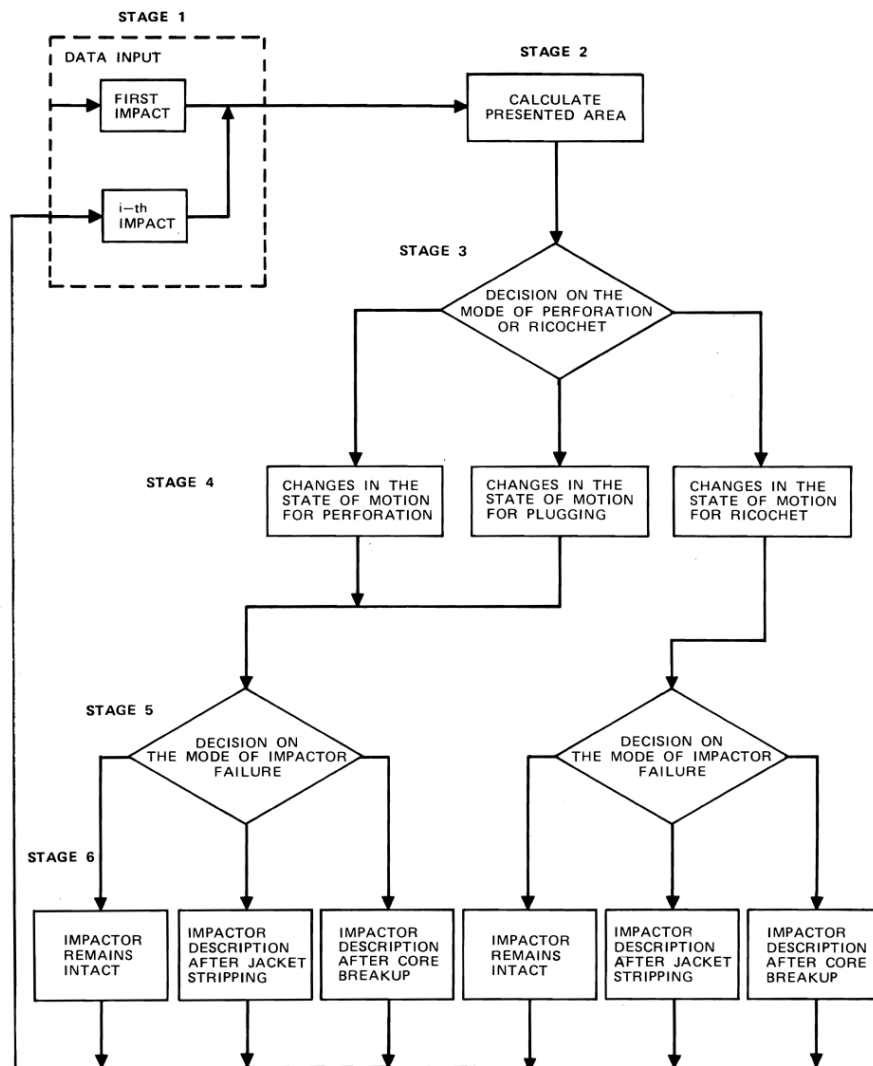 STAGE 1
DATA INPUT
FIRST
IMPACT
i–th
IMPACT
STAGE 2
CALCULATE
PRESENTED AREA
STAGE 3
DECISION ON THE
MODE OF PERFORATION
OR RICOCHET
STAGE 4
CHANGES IN THE
STATE OF MOTION
FOR PERFORATION
CHANGES IN THE
STATE OF MOTION
FOR PLUGGING
CHANGES IN THE
STATE OF MOTION
FOR RICOCHET
STAGE 5
DECISION ON
THE MODE OF IMPACTOR
FAILURE
DECISION ON
THE MODE OF IMPACTOR
FAILURE
STAGE 6
IMPACTOR
REMAINS
INTACT
IMPACTOR
DESCRIPTION
AFTER JACKET
STRIPPING
IMPACTOR
DESCRIPTION
AFTER CORE
BREAKUP
IMPACTOR
REMAINS
INTACT
IMPACTOR
DESCRIPTION
AFTER JACKET
STRIPPING
IMPACTOR
DESCRIPTION
AFTER CORE
BREAKUP